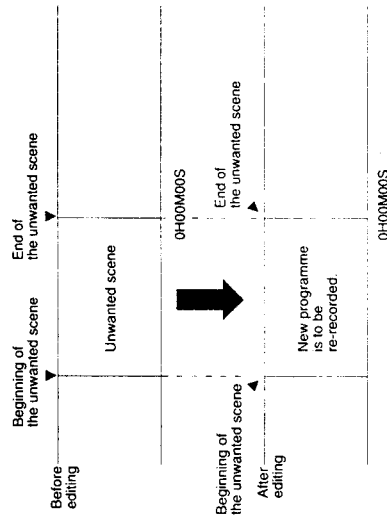 Before
editing
Beginning of
the unwanted scene
End of
the unwanted scene
Unwanted scene
0H00M00S
Beginning of
the unwanted scene
End of
the unwanted scene
After
editing
New programme
is to be
re-recorded.
0H00M00S